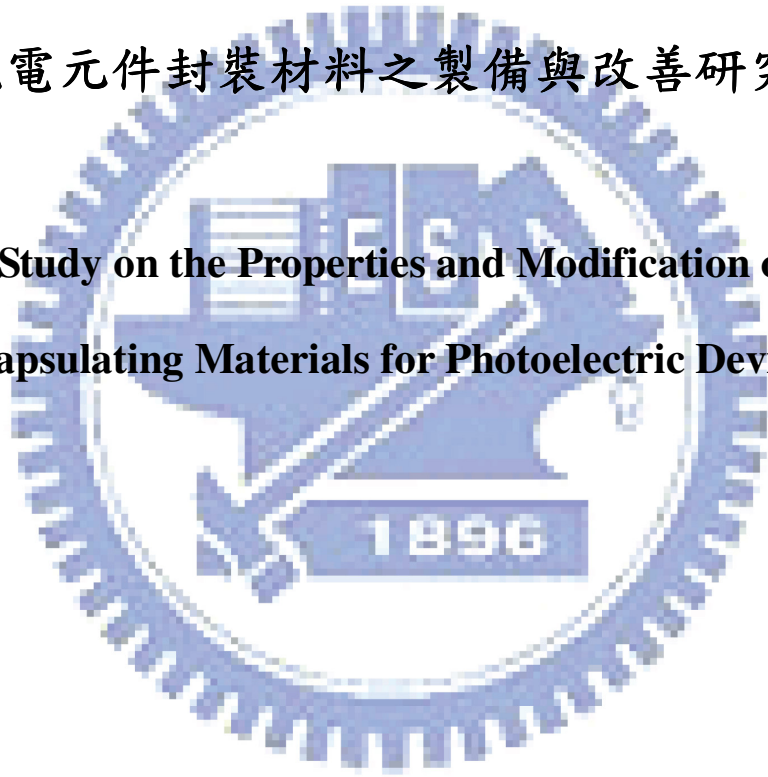 電元件封裝材料之製備與改善研究
Study on the Properties and Modification
apsulating Materials for Photoelectric Dev
1896